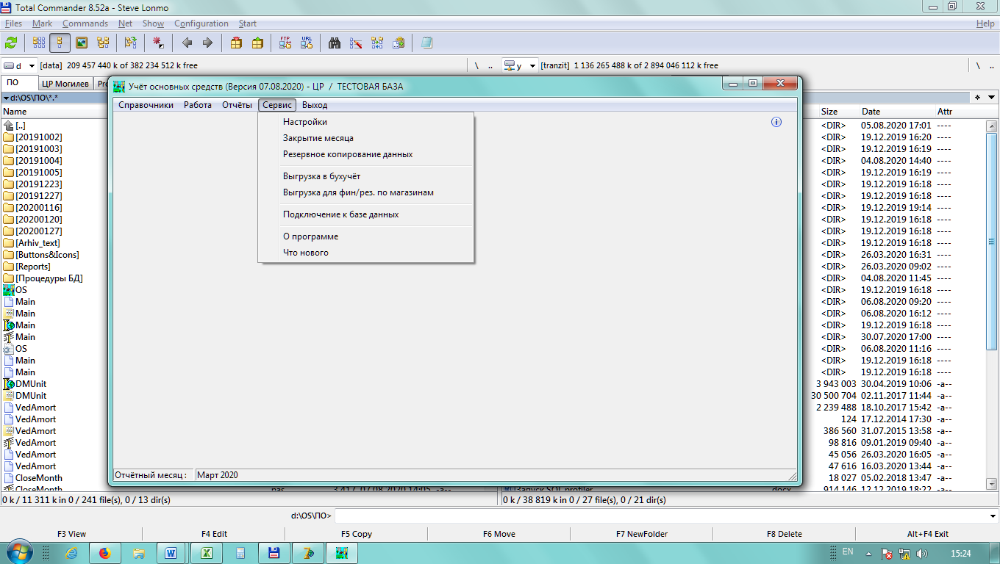 Total Commander 8.52a - Steve Lonmo
Files Mark Commands Net Show Configuration Start Help
FTP URL
d [data] 209 457 440 k of 382 234 512 k free \ .. y [tranzit] 1 136 265 488 k of 2 894 046 112 k free \ ..
ПО ЦР Могилев
d:\OS\ПО\*.* * 
Name
[..]
[20191002]
[20191003]
[20191004]
[20191005]
[20191223]
[20191227]
[20200116]
[20200120]
[20200127]
[Arhiv_text]
[Buttons&Icons]
[Reports]
[Процедуры БД]
OS
Main
Main
Main
Main
OS
Main
Main
DMUnit
DMUnit
VedAmort
VedAmort
VedAmort
VedAmort
VedAmort
VedAmort
CloseMonth
CloseMonth
Учёт основных средств (Версия 07.08.2020) - ЦР / ТЕСТОВАЯ БАЗА
Справочники Работа Отчёты Сервис Выход
Настройки
Закрытие месяца
Резервное копирование данных
Выгрузка в бухучёт
Выгрузка для фин/рез. по магазинам
Подключение к базе данных
О программе
Что нового
Отчётный месяц : Март 2020
Size Date Attr
<DIR> 05.08.2020 17:01 ----
<DIR> 19.12.2019 16:20 ----
<DIR> 19.12.2019 16:19 ----
<DIR> 04.08.2020 14:40 ----
<DIR> 19.12.2019 16:19 ----
<DIR> 19.12.2019 16:18 ----
<DIR> 19.12.2019 16:18 ----
<DIR> 19.12.2019 19:14 ----
<DIR> 19.12.2019 16:18 ----
<DIR> 19.12.2019 16:18 ----
<DIR> 19.12.2019 16:18 ----
<DIR> 26.03.2020 16:31 ----
<DIR> 26.03.2020 09:02 ----
<DIR> 04.08.2020 11:45 ----
<DIR> 19.12.2019 16:18 ----
<DIR> 06.08.2020 09:20 ----
<DIR> 06.08.2020 16:12 ----
<DIR> 19.12.2019 16:18 ----
<DIR> 30.07.2020 17:00 ----
<DIR> 06.08.2020 11:16 ----
<DIR> 19.12.2019 16:18 ----
<DIR> 19.12.2019 16:18 ----
3 943 003 30.04.2019 10:06 -a--
30 500 704 02.11.2017 11:44 -a--
2 239 488 18.10.2017 15:42 -a--
124 17.12.2014 17:30 -a--
386 560 31.07.2015 13:58 -a--
98 816 09.01.2019 09:40 -a--
45 056 26.03.2020 16:05 -a--
47 616 16.03.2020 13:44 -a--
18 027 05.02.2018 13:47 -a--
914 146 12.12.2019 18:22 -a--
pas 3 417 07.08.2020 14:05 -a-- Запуск SQL profiler docx
0 k / 11 311 k in 0 / 241 file(s), 0 / 13 dir(s) 0 k / 38 819 k in 0 / 27 file(s), 0 / 21 dir(s)
d:\OS\ПО>
F3 View F4 Edit F5 Copy F6 Move F7 NewFolder F8 Delete Alt+F4 Exit
EN 15:24